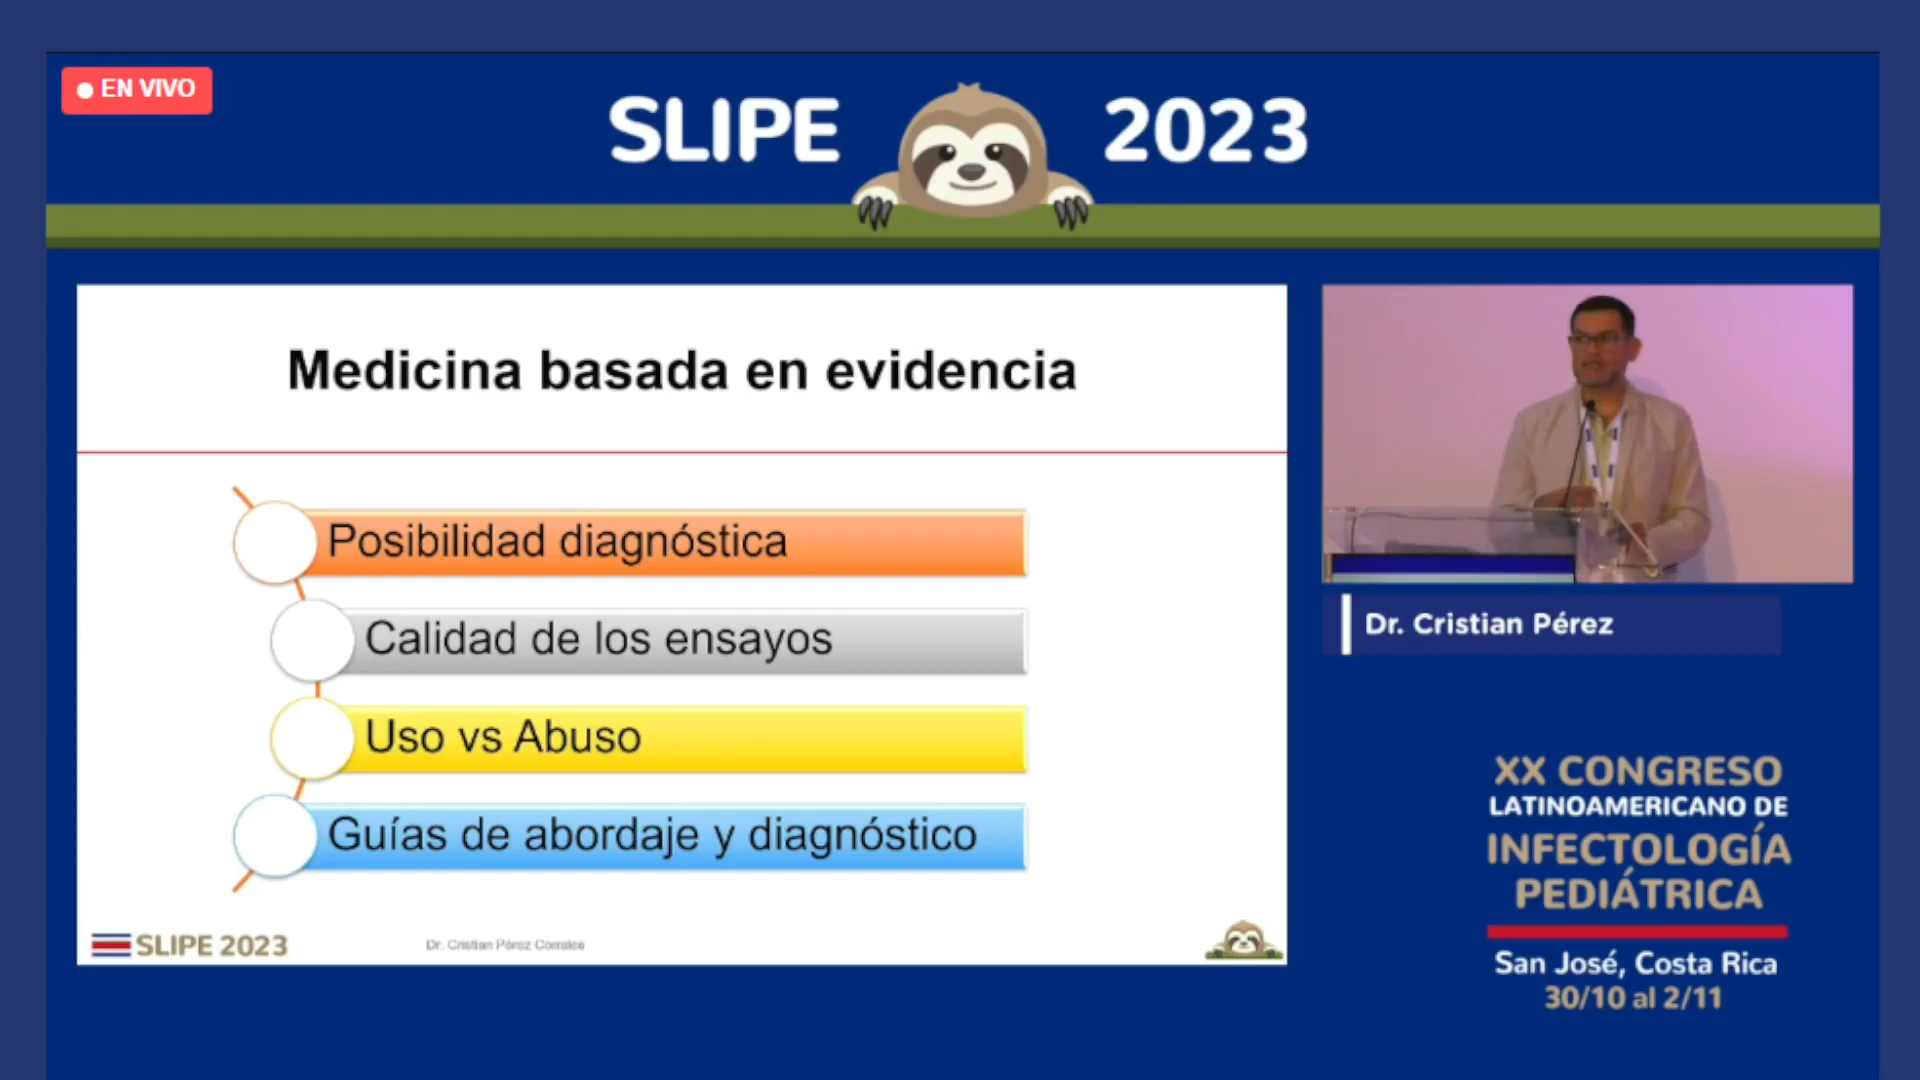 EN VIVO
SLIPE 2023
Medicina basada en evidencia
Posibilidad diagnóstica
Calidad de los ensayos
Uso vs Abuso
Guías de abordaje y diagnóstico
SLIPE 2023
Dr. Cristian Pérez Corrales
Dr. Cristian Pérez
XX CONGRESO
LATINOAMERICANO DE
INFECTOLOGÍA
PEDIÁTRICA
San José, Costa Rica
30/10 al 2/11